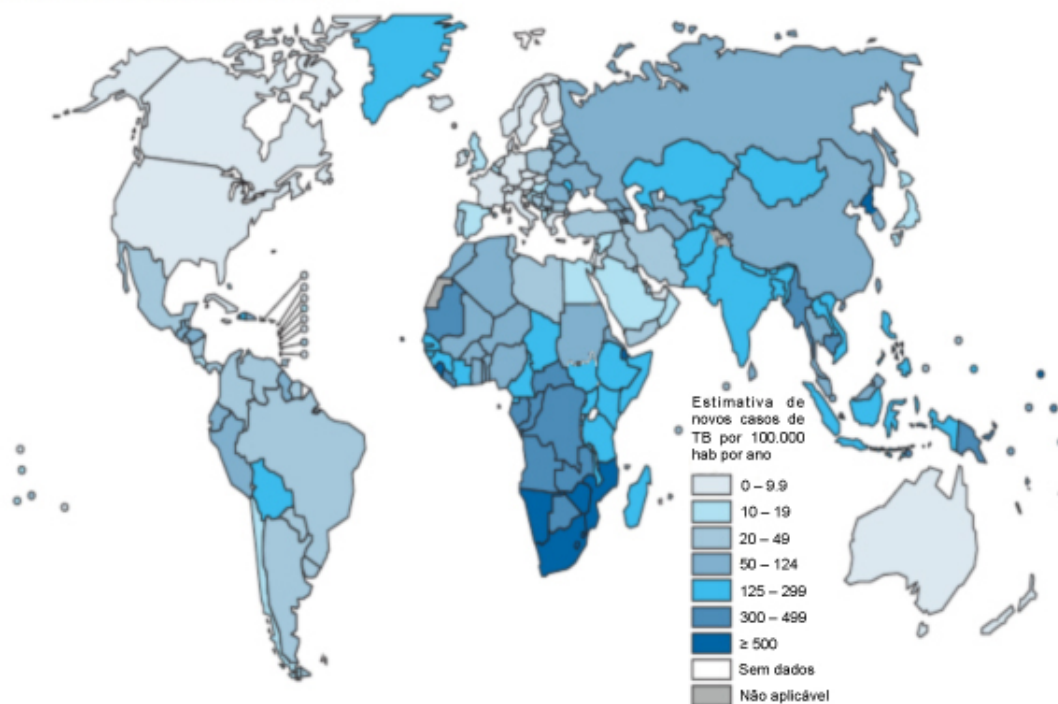 Estimativa de
novos casos de
TB por 100.000
hab por ano
0 – 9.9
10 – 19
20 – 49
50 – 124
125 – 299
300 – 499
≥ 500
Sem dados
Não aplicável